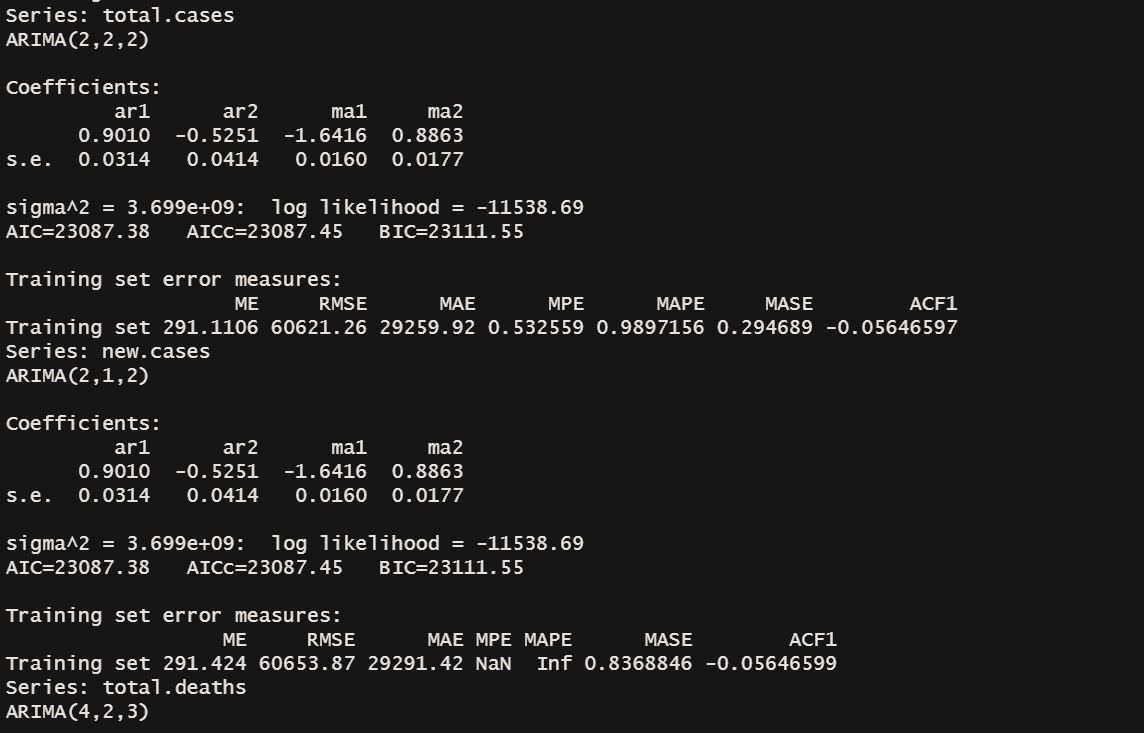 Series: total.cases
ARIMA(2,2,2)
Coefficients:
ar1 ar2 ma1 ma2
0.9010 -0.5251 -1.6416 0.8863
s.e. 0.0314 0.0414 0.0160 0.0177
sigma^2 = 3.699e+09: log likelihood = -11538.69
AIC=23087.38 AICc=23087.45 BIC=23111.55
Training set error measures:
ME RMSE MAE MPE MAPE MASE ACF1
Training set 291.1106 60621.26 29259.92 0.532559 0.9897156 0.294689 -0.05646597
Series: new.cases
ARIMA(2,1,2)
Coefficients:
ar1 ar2 ma1 ma2
0.9010 -0.5251 -1.6416 0.8863
s.e. 0.0314 0.0414 0.0160 0.0177
sigma^2 = 3.699e+09: log likelihood = -11538.69
AIC=23087.38 AICc=23087.45 BIC=23111.55
Training set error measures:
ME RMSE MAE MPE MAPE MASE ACF1
Training set 291.424 60653.87 29291.42 NaN Inf 0.8368846 -0.05646599
Series: total.deaths
ARIMA(4,2,3)